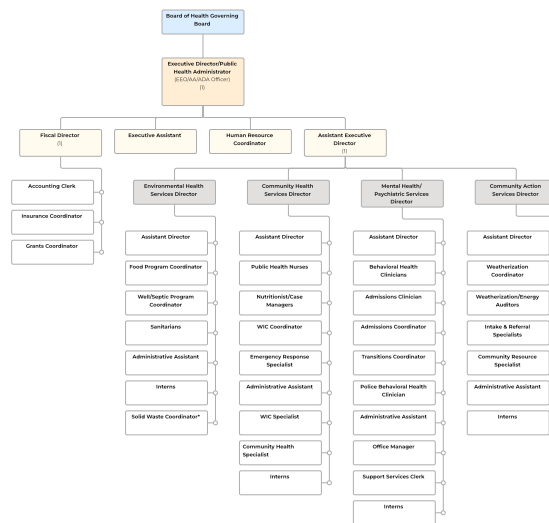 Board of Health Governing
Board
Executive Director/Public
Health Administrator
(EEO/AA/ADA Officer)
(1)
Fiscal Director
(1)
Executive Assistant
Human Resource
Coordinator
Assistant Executive
Director
(1)
Accounting Clerk
Insurance Coordinator
Grants Coordinator
Environmental Health
Services Director
Assistant Director
Food Program Coordinator
Well/Septic Program
Coordinator
Sanitarians
Administrative Assistant
Interns
Solid Waste Coordinator*
Community Health
Services Director
Assistant Director
Public Health Nurses
Nutritionist/Case
Managers
WIC Coordinator
Emergency Response
Specialist
Administrative Assistant
WIC Specialist
Community Health
Specialist
Interns
Mental Health/
Psychiatric Services
Director
Assistant Director
Behavioral Health
Clinicians
Admissions Clinician
Admissions Coordinator
Transitions Coordinator
Police Behavioral Health
Clinician
Administrative Assistant
Office Manager
Support Services Clerk
Interns
Community Action
Services Director
Assistant Director
Weatherization
Coordinator
Weatherization/Energy
Auditors
Intake & Referral
Specialists
Community Resource
Specialist
Administrative Assistant
Interns